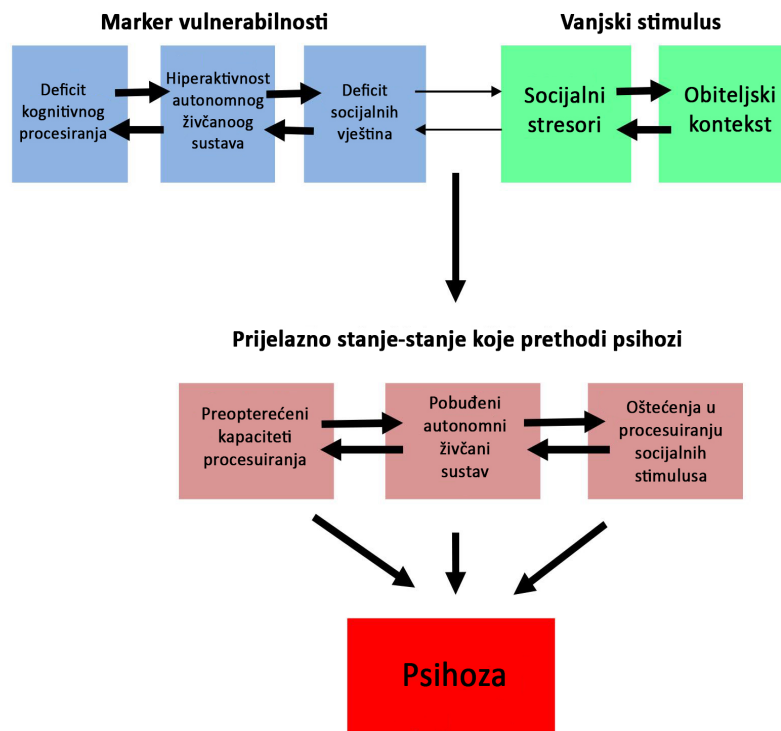 Marker vulnerabilnosti
Vanjski stimulus
Deficit
kognitivnog
procesiranja
Hiperaktivnost
autonomnog
živčanoog
sustava
Deficit
socijalnih
vještina
Socijalni
stresori
Obiteljski
kontekst
Prijelazno stanje-stanje koje prethodi psihozi
Preopterećeni
kapaciteti
procesuiranja
Pobuđeni
autonomni
živčani
sustav
Oštećenja u
procesuiranju
socijalnih
stimulusa
Psihoza